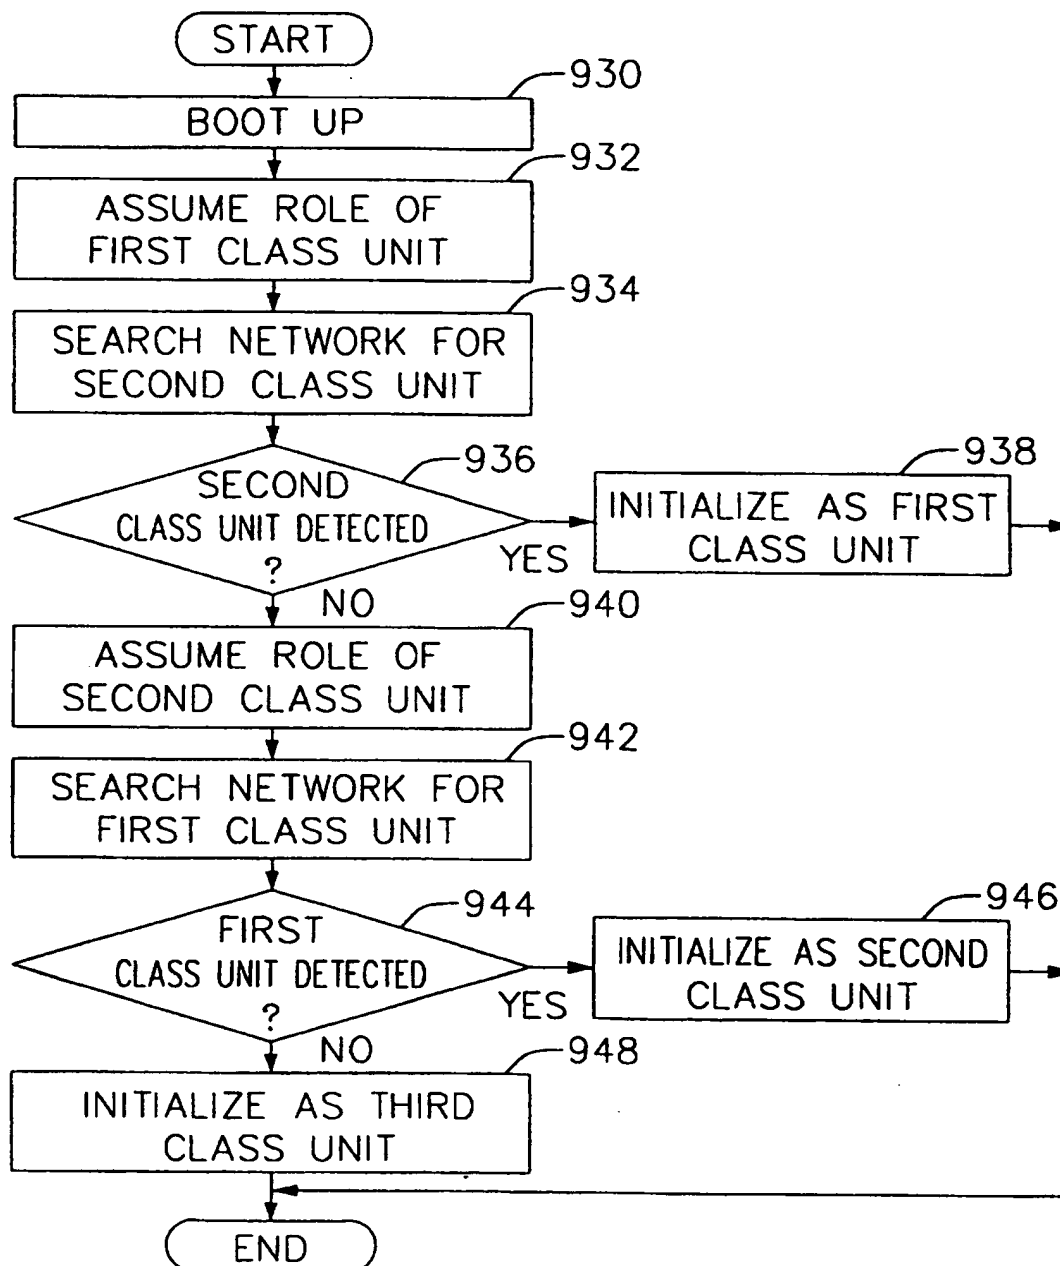 START
930
BOOT UP
932
ASSUME ROLE OF
FIRST CLASS UNIT
934
SEARCH NETWORK FOR
SECOND CLASS UNIT
936
SECOND
CLASS UNIT DETECTED
?
YES
938
INITIALIZE AS FIRST
CLASS UNIT
NO
940
ASSUME ROLE OF
SECOND CLASS UNIT
942
SEARCH NETWORK FOR
FIRST CLASS UNIT
944
FIRST
CLASS UNIT DETECTED
?
YES
946
INITIALIZE AS SECOND
CLASS UNIT
NO
948
INITIALIZE AS THIRD
CLASS UNIT
END